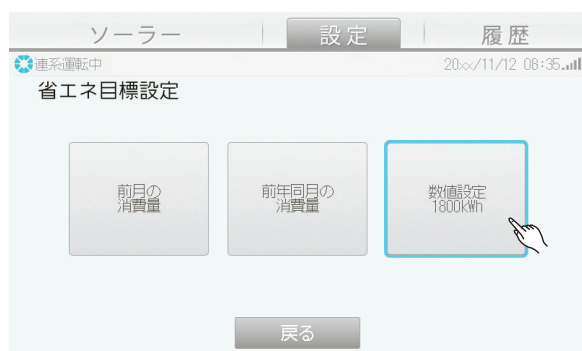 ソーラー 設定 履歴
連系運転中 20××/11/12 08:35
省エネ目標設定
前月の
消費量
前年同月の
消費量
数値設定
1800kWh
戻る